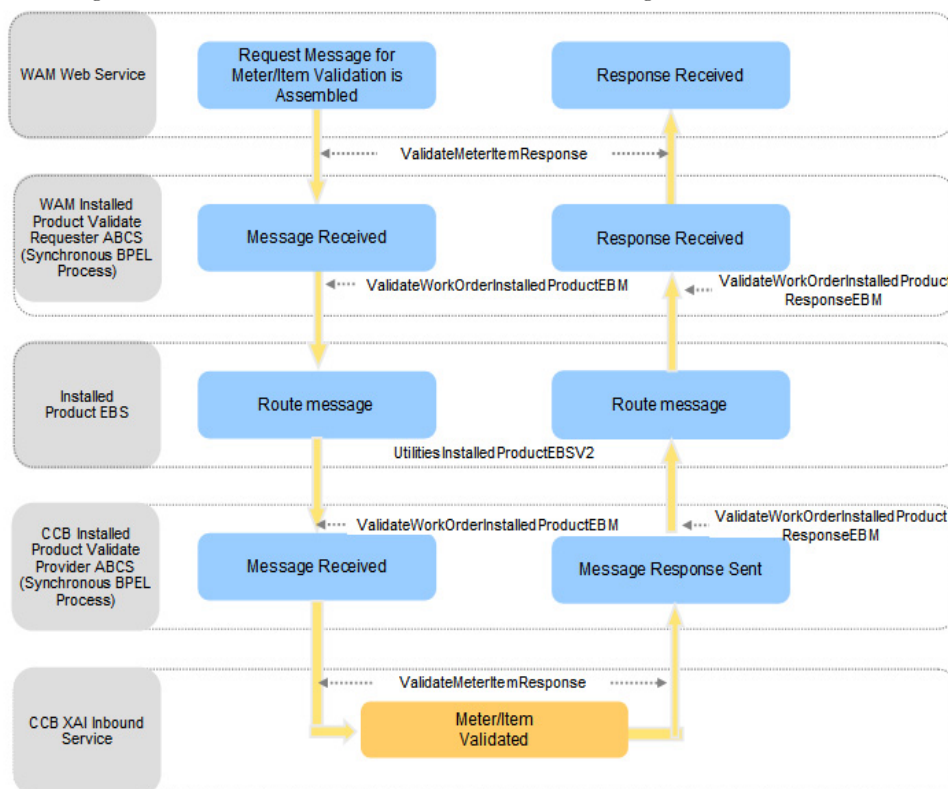 WAM Web Service
Request Message for
Meter/Item Validation is
Assembled
Response Received
ValidateMeterItemResponse
WAM Installed
Product Validate
Requester ABCS
(Synchronous BPEL
Process)
Message Received
Response Received
ValidateWorkOrderInstalledProductEBM
ValidateWorkOrderInstalledProduct
ResponseEBM
Installed
Product EBS
Route message
Route message
UtilitiesInstalledProductEBSV2
CCB Installed
Product Validate
Provider ABCS
(Synchronous BPEL
Process)
ValidateWorkOrderInstalledProductEBM
ValidateWorkOrderInstalledProduct
ResponseEBM
Message Received
Message Response Sent
CCB XAI Inbound
Service
ValidateMeterItemResponse
Meter/Item
Validated